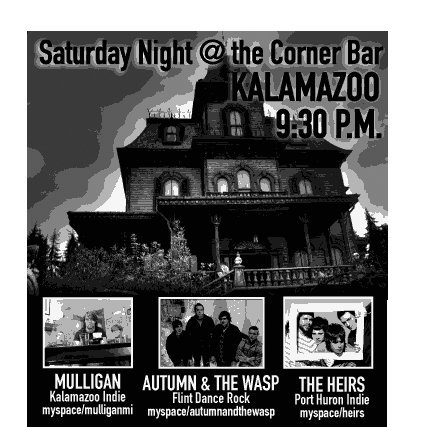 Saturday Night @ the Corner Bar
KALAMAZOO
9:30 P.M.
MULLIGAN
Kalamazoo Indie
myspace/mulliganmi
AUTUMN & THE WASP
Flint Dance Rock
myspace/autumnandthewasp
THE HEIRS
Port Huron Indie
myspace/heirs